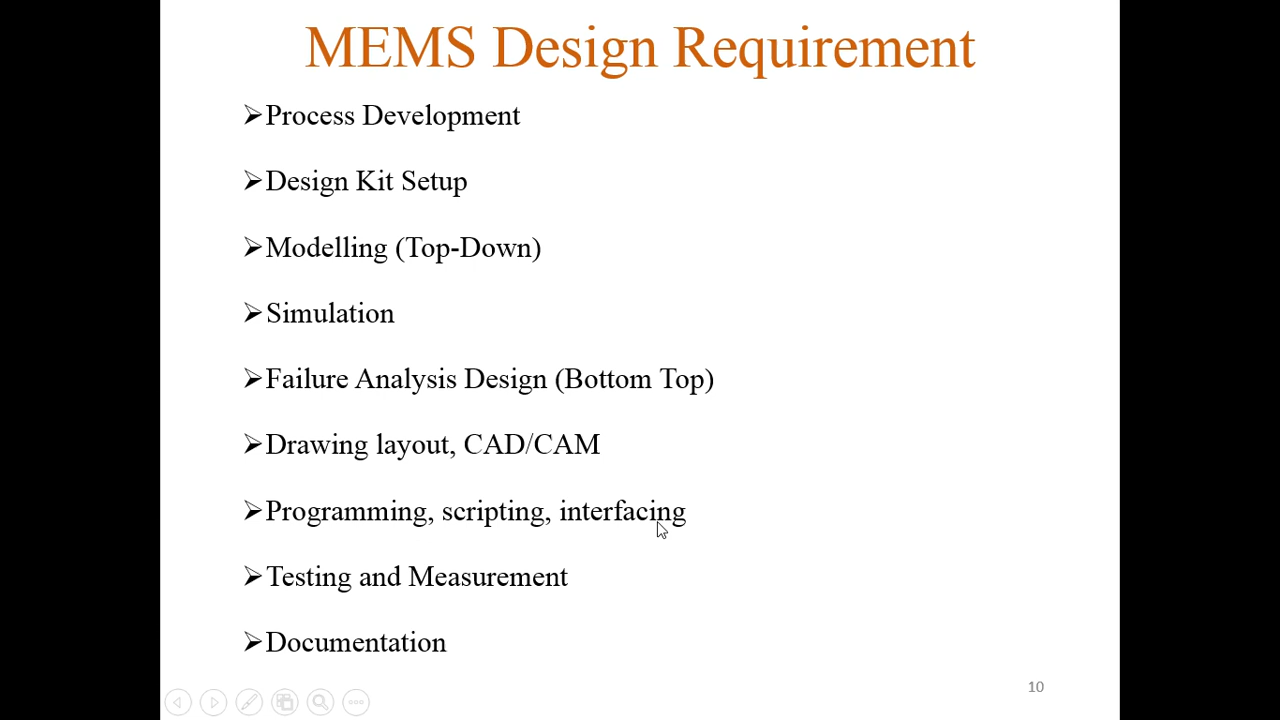 MEMS Design Requirement
➢Process Development
➢Design Kit Setup
➢Modelling (Top-Down)
➢Simulation
➢Failure Analysis Design (Bottom Top)
➢Drawing layout, CAD/CAM
➢Programming, scripting, interfacing
➢Testing and Measurement
➢Documentation
10